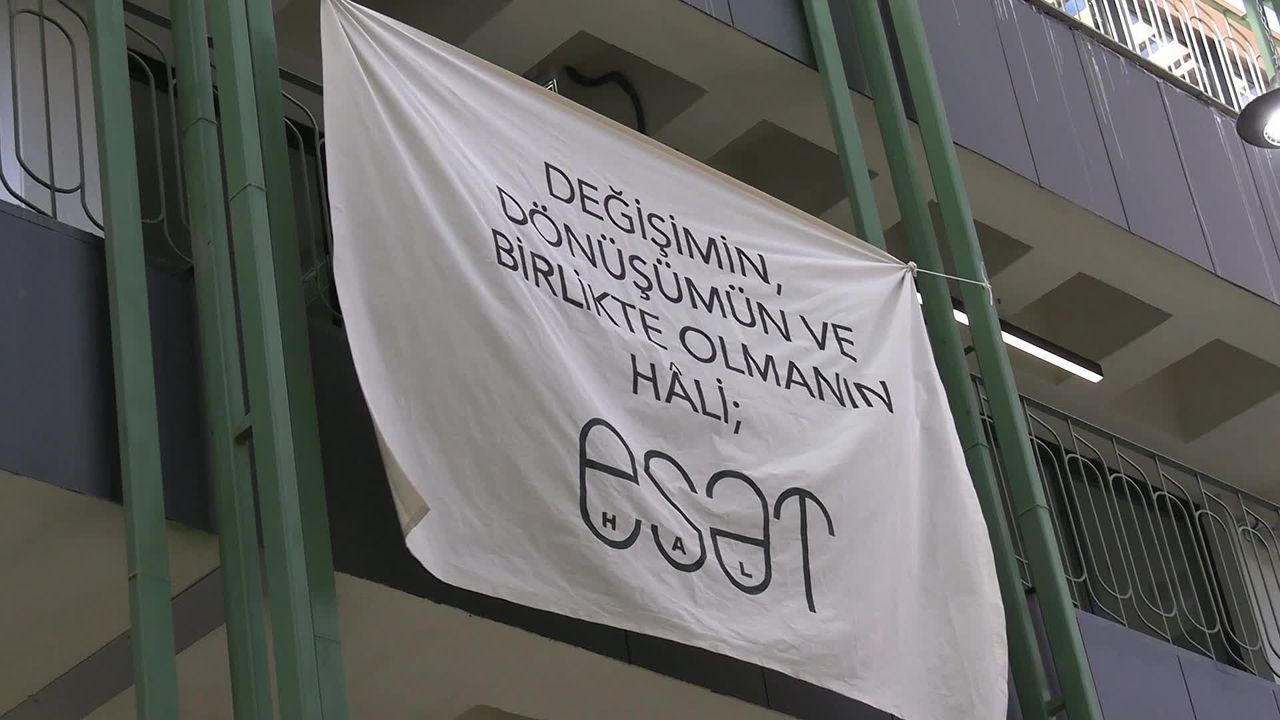 DEĞİŞİMİN,
DÖNÜŞÜMÜN VE
BİRLİKTE OLMANIN
HÂLİ;
esat
HAL